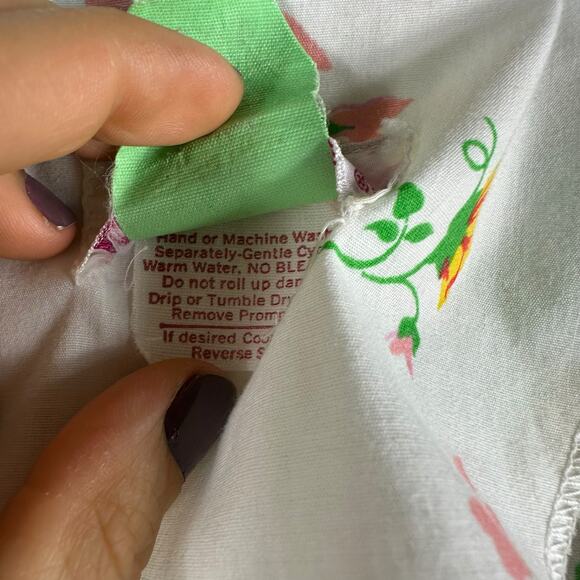 Hand or Machine Was
Separately-Gentle Cy
Warm Water. NO BLE
Do not roll up dam
Drip or Tumble Dry
Remove Promp
If desired Coo
Reverse S